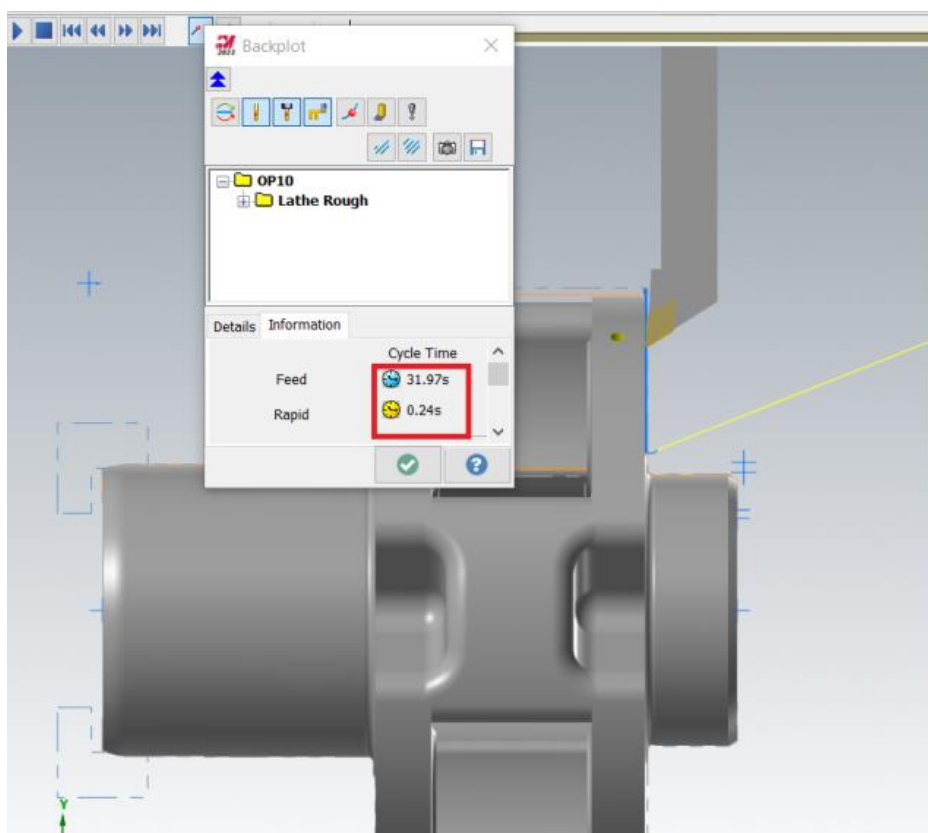 Backplot
OP10
Lathe Rough
Details Information
Cycle Time
Feed 31.97s
Rapid 0.24s
Y